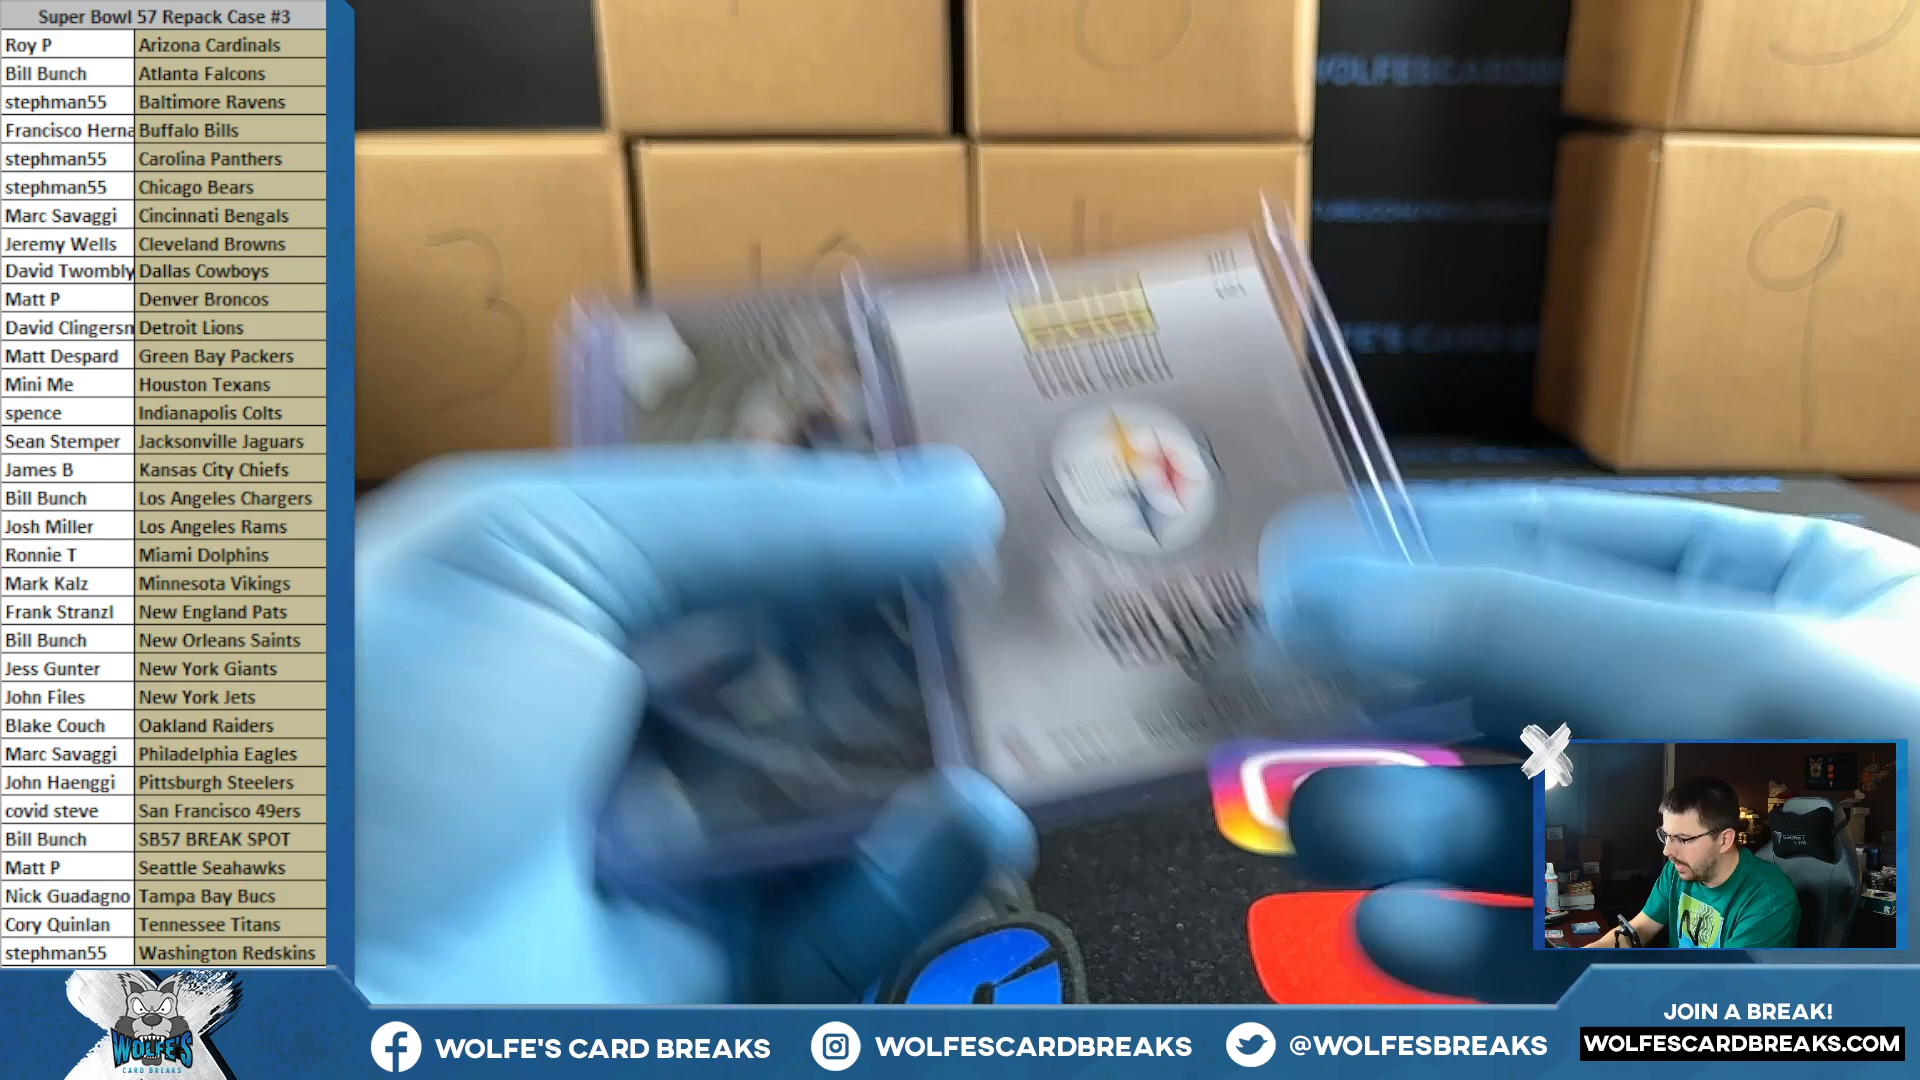 Super Bowl 57 Repack Case #3
Roy P Arizona Cardinals
Bill Bunch Atlanta Falcons
stephman55 Baltimore Ravens
Francisco Herna Buffalo Bills
stephman55 Carolina Panthers
stephman55 Chicago Bears
Marc Savaggi Cincinnati Bengals
Jeremy Wells Cleveland Browns
David Twombly Dallas Cowboys
Matt P Denver Broncos
David Clingersn Detroit Lions
Matt Despard Green Bay Packers
Mini Me Houston Texans
spence Indianapolis Colts
Sean Stemper Jacksonville Jaguars
James B Kansas City Chiefs
Bill Bunch Los Angeles Chargers
Josh Miller Los Angeles Rams
Ronnie T Miami Dolphins
Mark Kalz Minnesota Vikings
Frank Stranzl New England Pats
Bill Bunch New Orleans Saints
Jess Gunter New York Giants
John Files New York Jets
Blake Couch Oakland Raiders
Marc Savaggi Philadelphia Eagles
John Haenggi Pittsburgh Steelers
covid steve San Francisco 49ers
Bill Bunch SB57 BREAK SPOT
Matt P Seattle Seahawks
Nick Guadagno Tampa Bay Bucs
Cory Quinlan Tennessee Titans
stephman55 Washington Redskins
3
9
WOLFE'S
CARD BREAKS
WOLFE'S CARD BREAKS
WOLFESCARDBREAKS
@WOLFESBREAKS
JOIN A BREAK!
WOLFESCARDBREAKS.COM